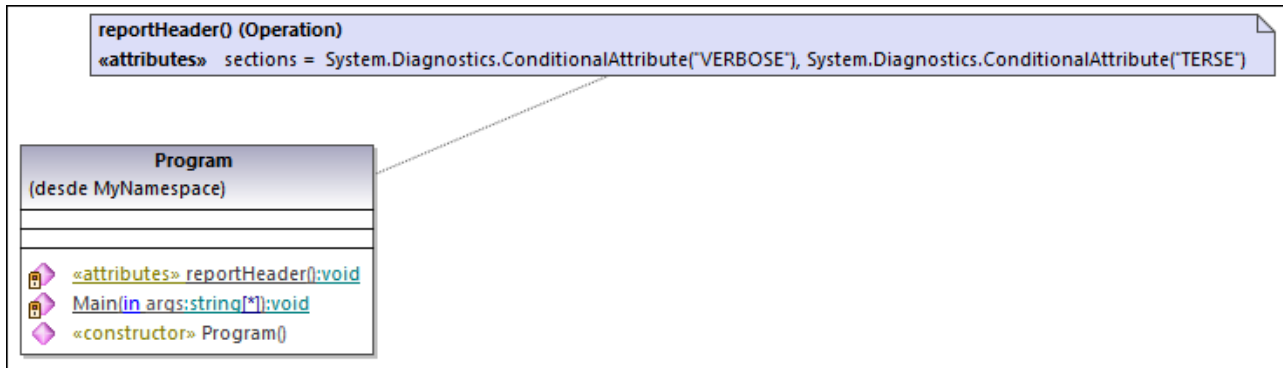 reportHeader() (Operation)
«attributes» sections = System.Diagnostics.ConditionalAttribute("VERBOSE"), System.Diagnostics.ConditionalAttribute("TERSE")
Program
(desde MyNamespace)
«attributes» reportHeader():void
Main(in args:string[*]):void
«constructor» Program()